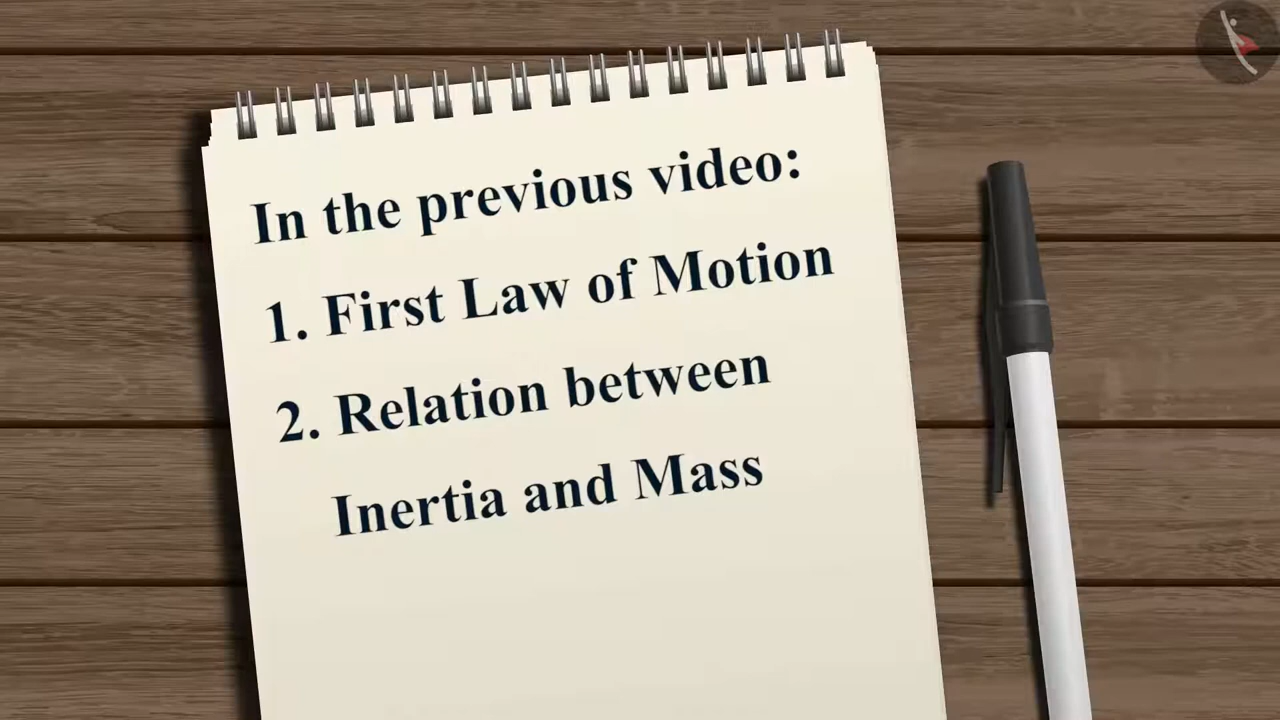 In the previous video:
1. First Law of Motion
2. Relation between
Inertia and Mass